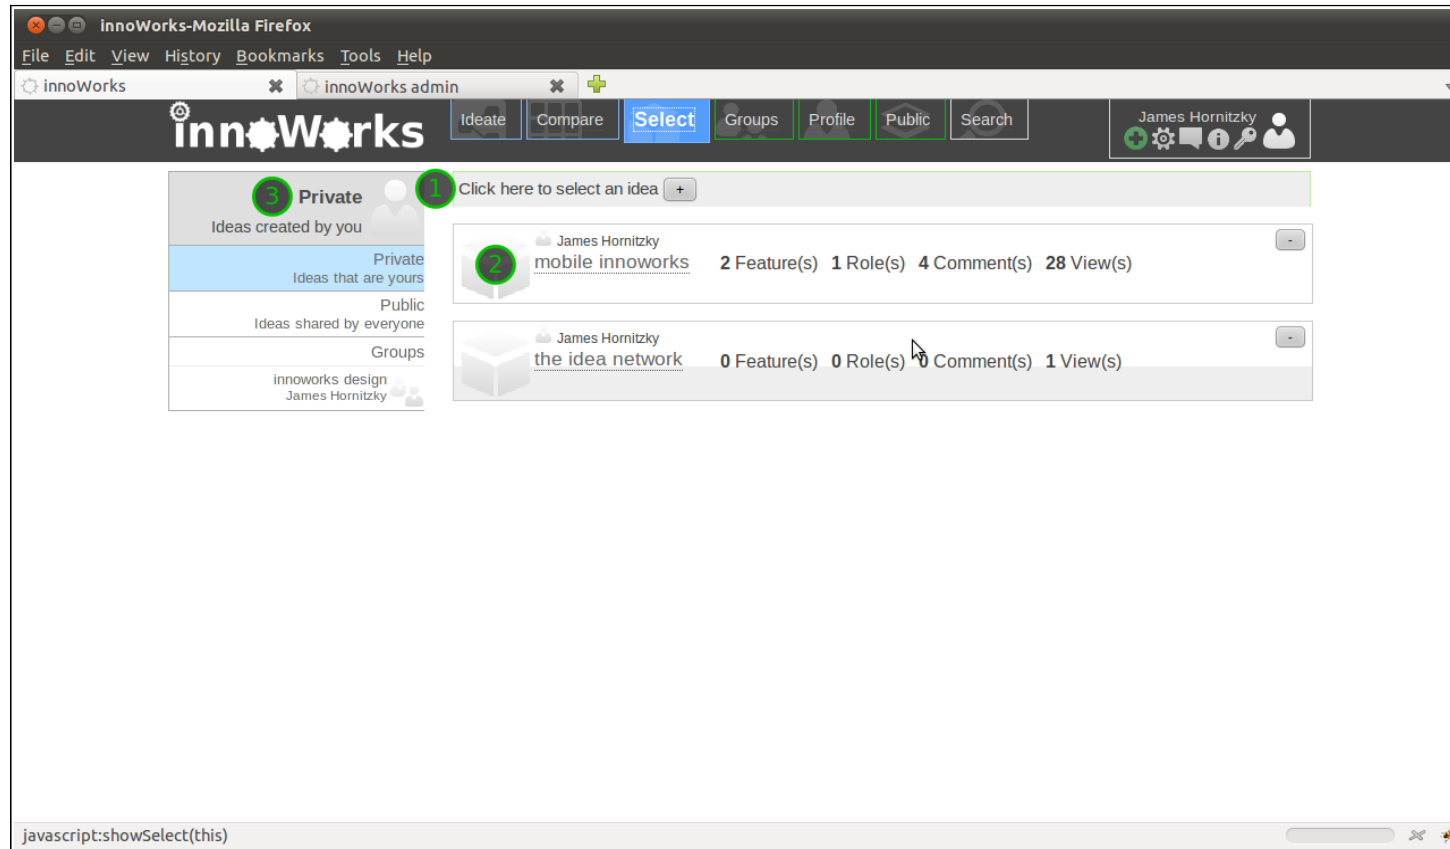 innoWorks-Mozilla Firefox
File Edit View History Bookmarks Tools Help
innoWorks innoWorks admin
innoWorks
Ideate Compare Select Groups Profile Public Search
James Hornitzky
3 Private
Ideas created by you
Private
Ideas that are yours
Public
Ideas shared by everyone
Groups
innoworks design
James Hornitzky
1 Click here to select an idea +
James Hornitzky
2 mobile innoworks 2 Feature(s) 1 Role(s) 4 Comment(s) 28 View(s) -
James Hornitzky
the idea network 0 Feature(s) 0 Role(s) 0 Comment(s) 1 View(s) -
javascript:showSelect(this)